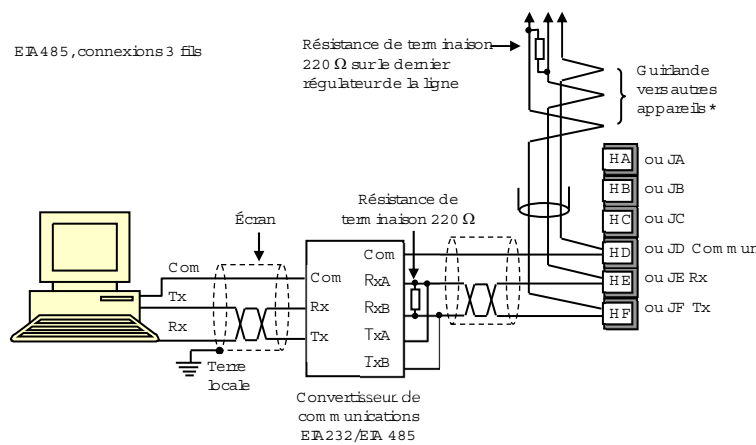 EIA485, connexions 3 fils
Résistance de terminaison
220 Ω sur le dernier
régulateur de la ligne
Guirlande
vers autres
appareils *
HA ou JA
HB ou JB
HC ou JC
HD ou JD Commun
HE ou JE Rx
HF ou JF Tx
Résistance de
terminaison 220 Ω
Écran
Com
Tx
Rx
Terre
locale
Com
Rx
Tx
Com
RxA
RxB
TxA
TxB
Convertisseur de
communications
EIA232/EIA 485